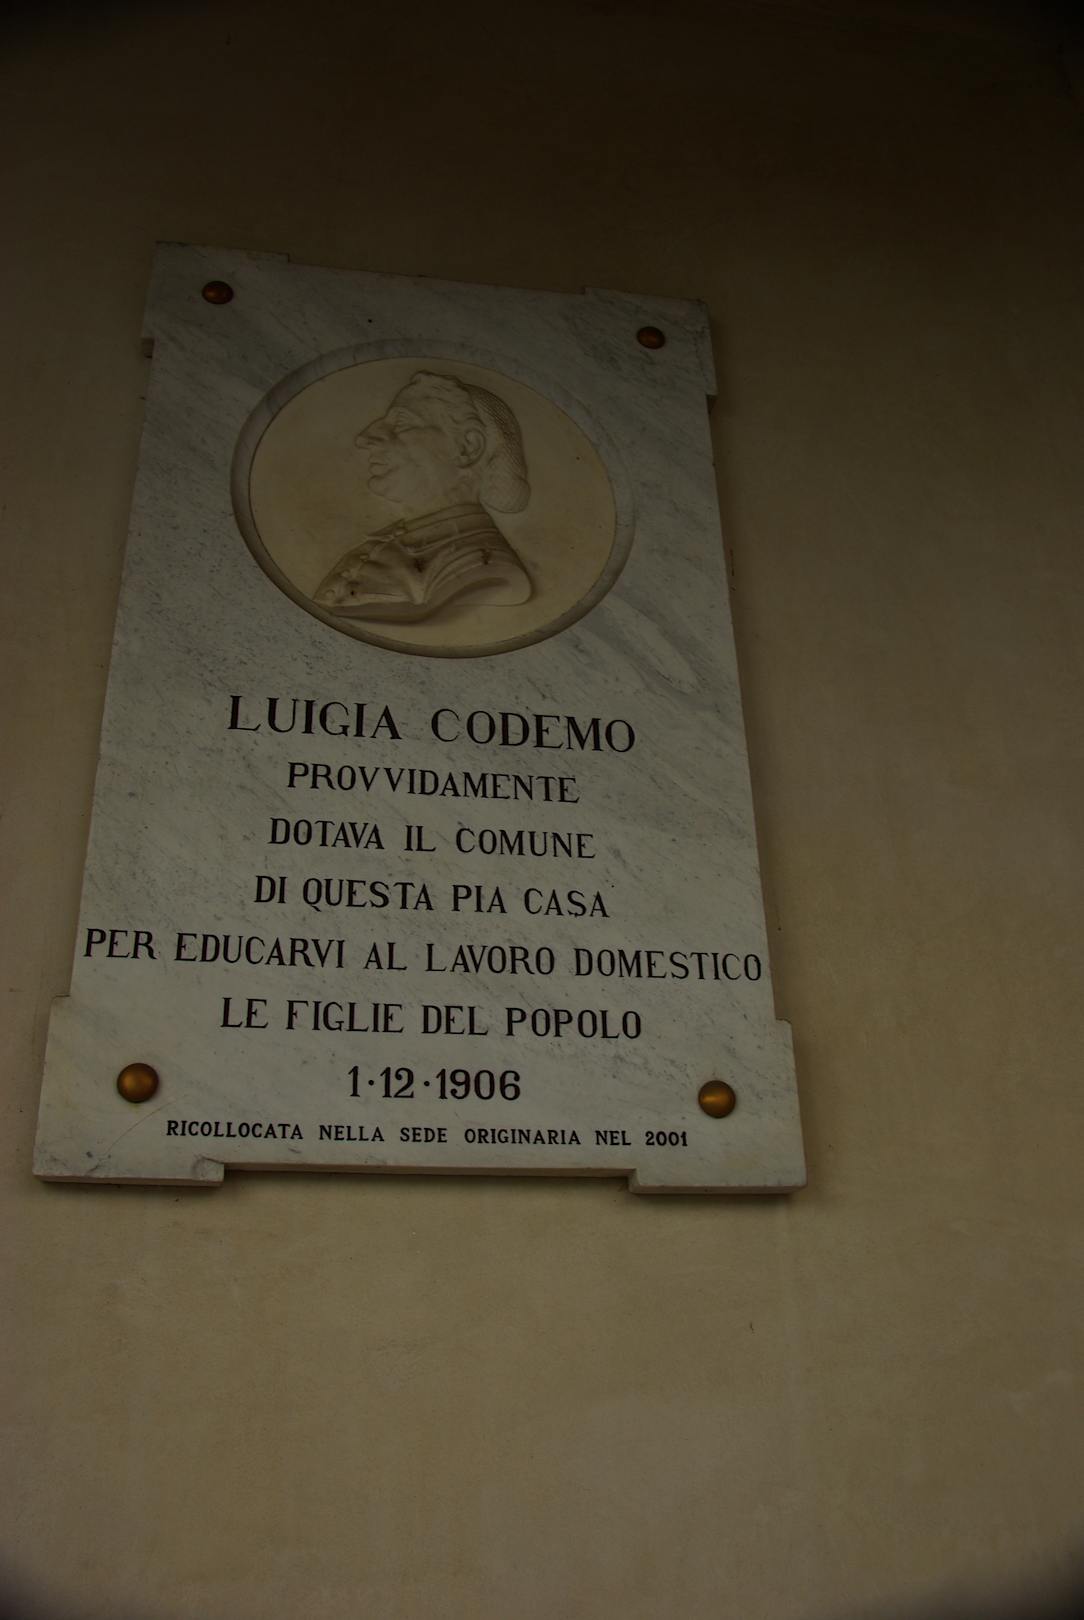 LUIGIA CODEMO
PROVVIDAMENTE
DOTAVA IL COMUNE
DI QUESTA PIA CASA
PER EDUCARVI AL LAVORO DOMESTICO
LE FIGLIE DEL POPOLO
1·12·1906
RICOLLOCATA NELLA SEDE ORIGINARIA NEL 2001